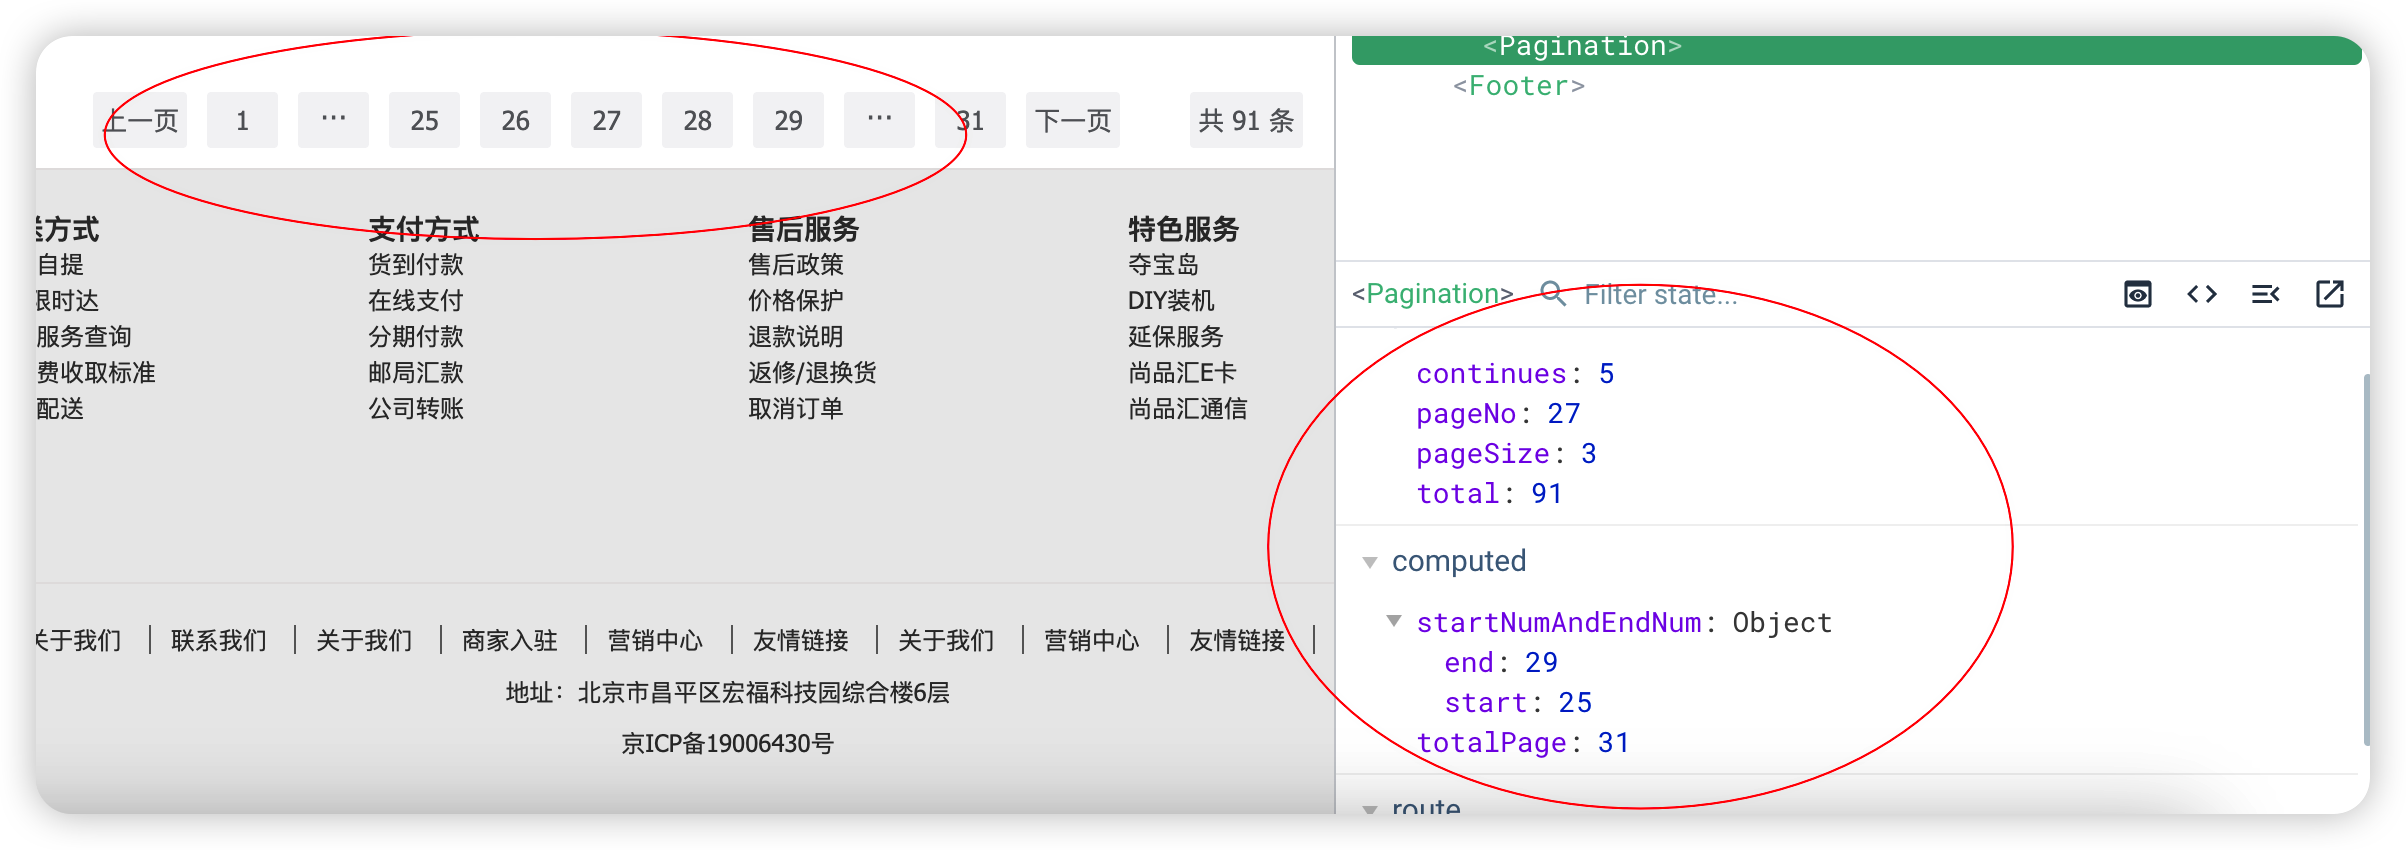 上一页 1 ··· 25 26 27 28 29 ··· 31 下一页 共 91 条
送方式
自提
限时达
服务查询
费收取标准
配送
支付方式
货到付款
在线支付
分期付款
邮局汇款
公司转账
售后服务
售后政策
价格保护
退款说明
返修/退换货
取消订单
特色服务
夺宝岛
DIY装机
延保服务
尚品汇E卡
尚品汇通信
关于我们 | 联系我们 | 关于我们 | 商家入驻 | 营销中心 | 友情链接 | 关于我们 | 营销中心 | 友情链接 |
地址：北京市昌平区宏福科技园综合楼6层
京ICP备19006430号
<Pagination>
<Footer>
<Pagination> Filter state...
continues: 5
pageNo: 27
pageSize: 3
total: 91
computed
startNumAndEndNum: Object
end: 29
start: 25
totalPage: 31
route